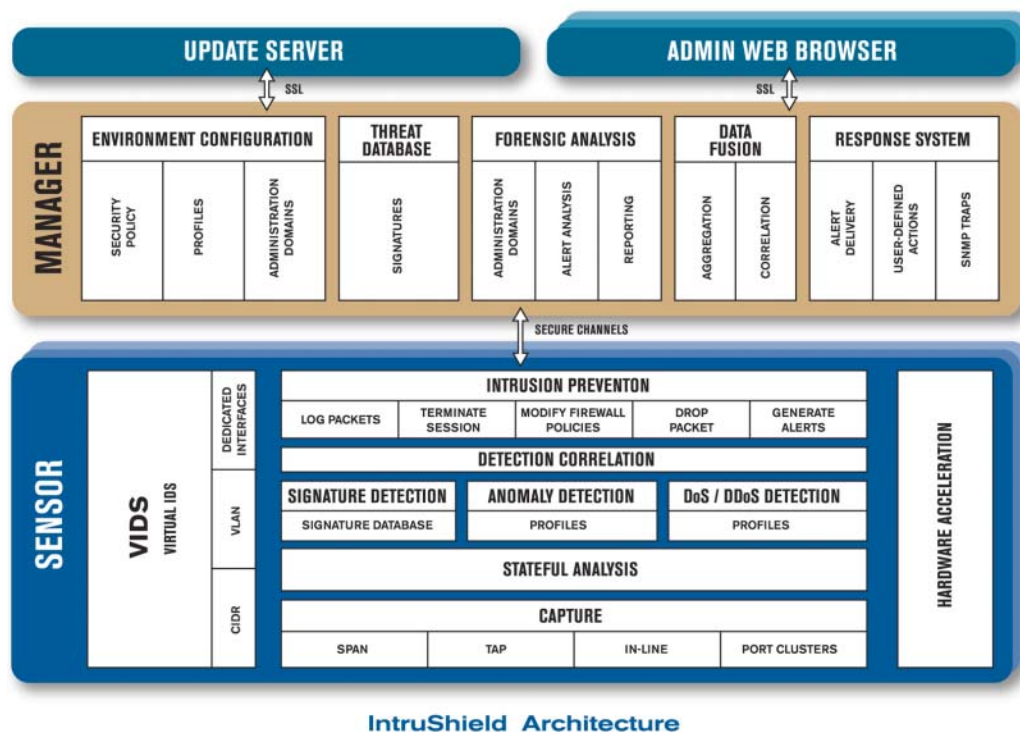 UPDATE SERVER
ADMIN WEB BROWSER
SSL
SSL
MANAGER
ENVIRONMENT CONFIGURATION
SECURITY
POLICY
PROFILES
ADMINISTRATION
DOMAINS
THREAT
DATABASE
SIGNATURES
FORENSIC ANALYSIS
ADMINISTRATION
DOMAINS
ALERT ANALYSIS
REPORTING
DATA
FUSION
AGGREGATION
CORRELATION
RESPONSE SYSTEM
ALERT
DELIVERY
USER-DEFINED
ACTIONS
SNMP TRAPS
SECURE CHANNELS
SENSOR
VIDS
VIRTUAL IDS
DEDICATED
INTERFACES
VLAN
CIDR
INTRUSION PREVENTON
LOG PACKETS
TERMINATE
SESSION
MODIFY FIREWALL
POLICIES
DROP
PACKET
GENERATE
ALERTS
DETECTION CORRELATION
SIGNATURE DETECTION
SIGNATURE DATABASE
ANOMALY DETECTION
PROFILES
DoS / DDoS DETECTION
PROFILES
STATEFUL ANALYSIS
CAPTURE
SPAN
TAP
IN-LINE
PORT CLUSTERS
HARDWARE ACCELERATION
IntruShield Architecture